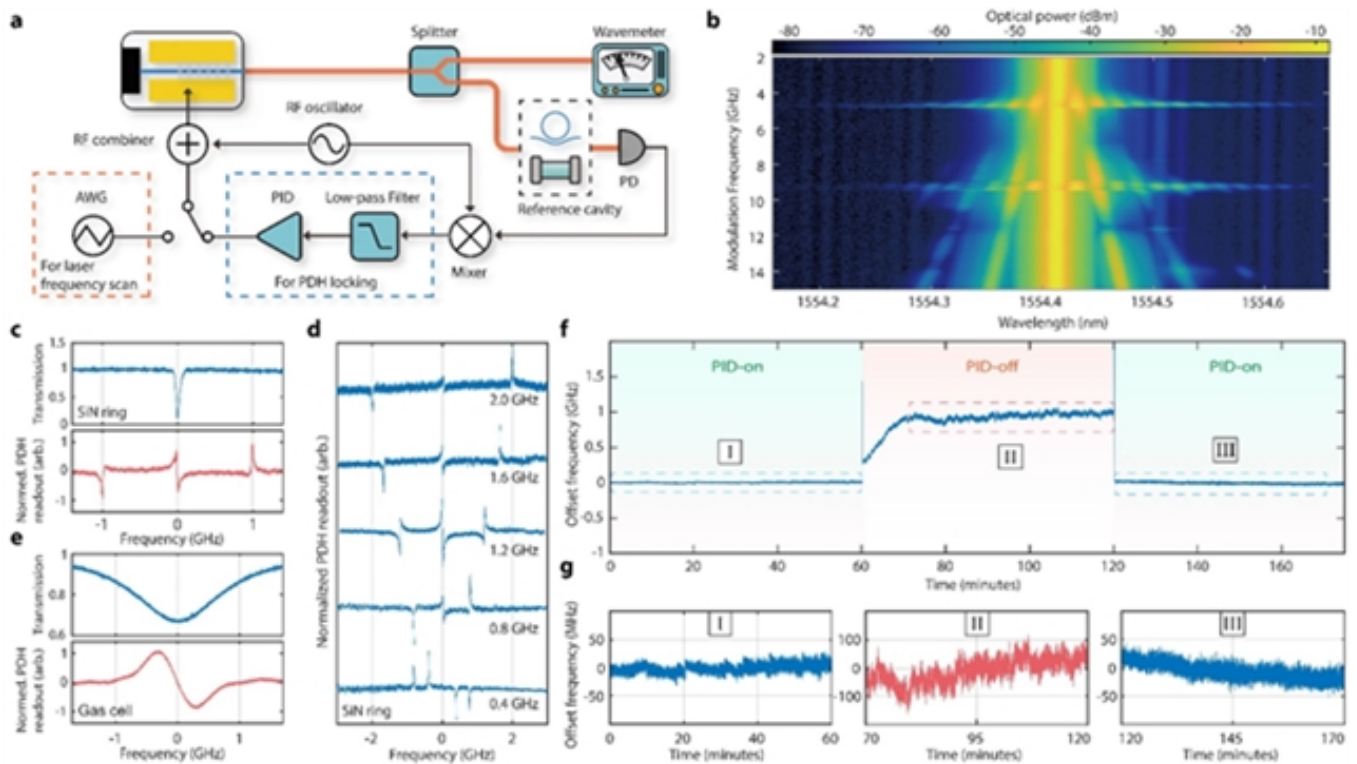 a
Splitter
Wavemeter
RF oscillator
RF combiner
AWG
PID
Low-pass Filter
PD
Reference cavity
For laser
frequency scan
For PDH locking
Mixer
b
Optical power (dBm)
-80 -70 -60 -50 -40 -30 -20 -10
Modulation Frequency (GHz)
2
4
6
8
10
12
14
1554.2 1554.3 1554.4 1554.5 1554.6
Wavelength (nm)
c
Transmission
1.5
1
0.5
0
SiN ring
Normed. PDH
readout (arb.)
1
0
-1
-1 0 1
Frequency (GHz)
d
Normalized PDH readout (arb.)
2.0 GHz
1.6 GHz
1.2 GHz
0.8 GHz
0.4 GHz
SiN ring
-2 0 2
Frequency (GHz)
e
Transmission
1
0.8
0.6
Normed. PDH
readout (arb.)
1
0
-1
Gas cell
-1 0 1
Frequency (GHz)
f
Offset frequency (GHz)
1.5
1
0.5
0
-0.5
-1
PID-on PID-off PID-on
I II III
0 20 40 60 80 100 120 140 160
Time (minutes)
g
Offset frequency (MHz)
I
50
0
-50
0 20 40 60
Time (minutes)
II
100
0
-100
70 95 120
Time (minutes)
III
50
0
-50
120 145 170
Time (minutes)